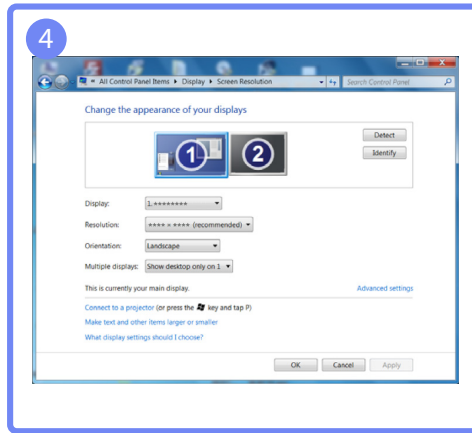 4
« All Control Panel Items ▸ Display ▸ Screen Resolution
Search Control Panel
Change the appearance of your displays
1
2
Detect
Identify
Display: 1. ********
Resolution: **** × **** (recommended)
Orientation: Landscape
Multiple displays: Show desktop only on 1
This is currently your main display.
Advanced settings
Connect to a projector (or press the key and tap P)
Make text and other items larger or smaller
What display settings should I choose?
OK
Cancel
Apply